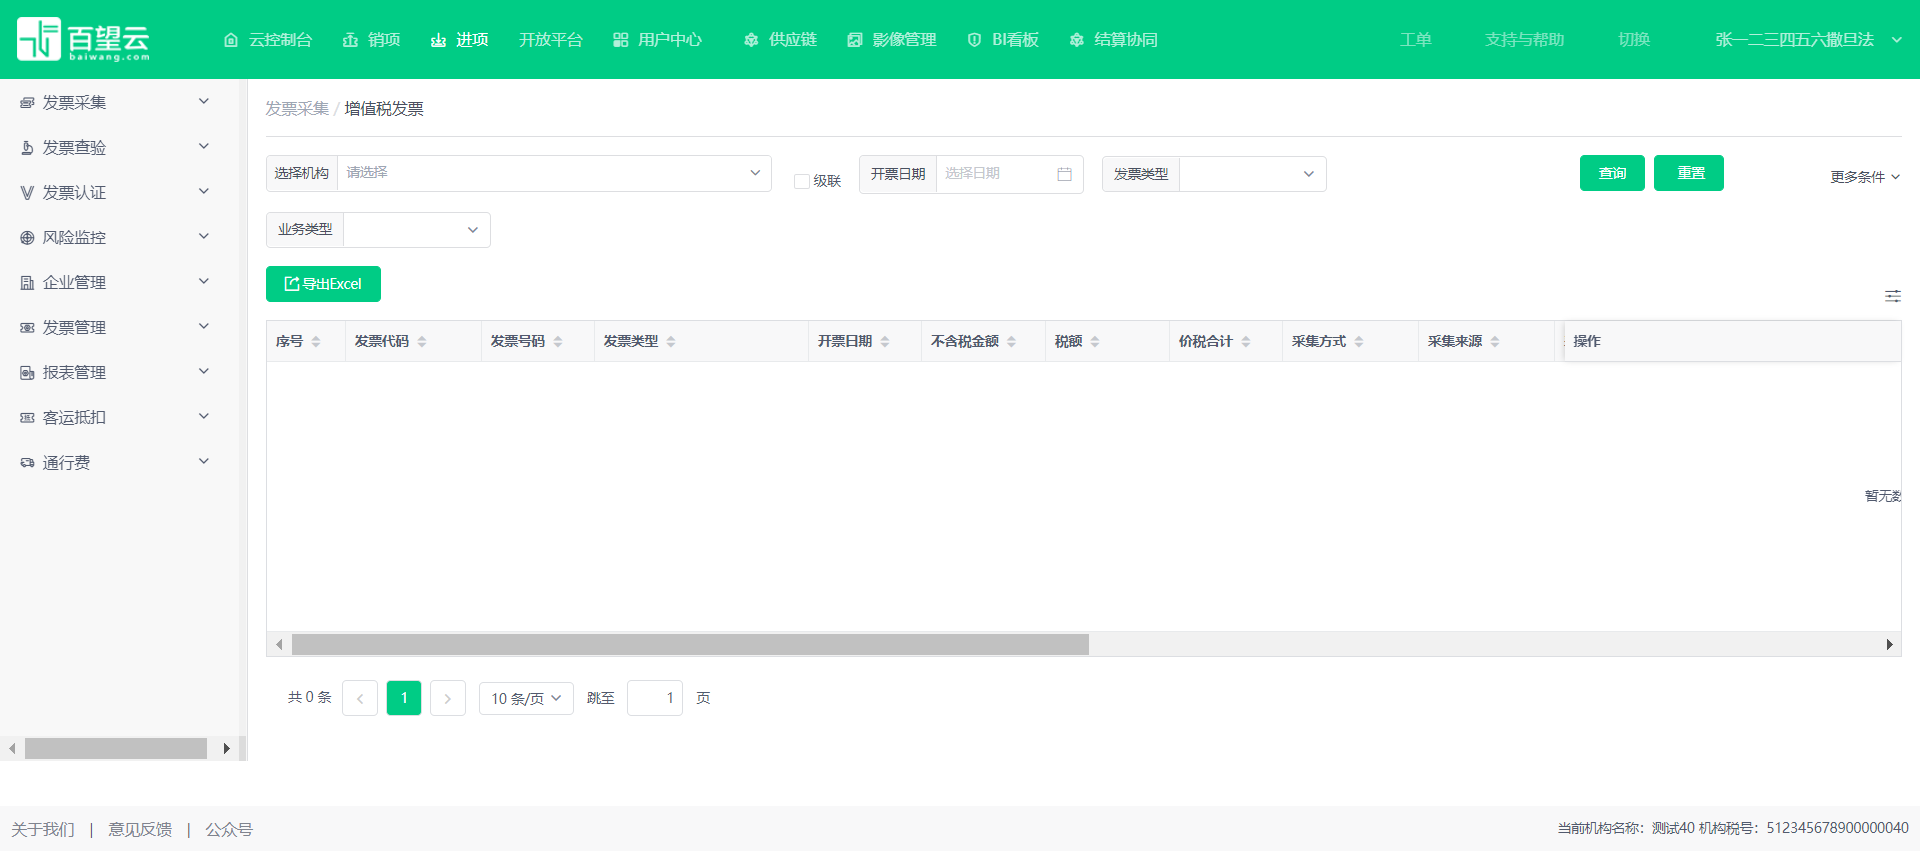 百望云 baiwang.com 云控制台 销项 进项 开放平台 用户中心 供应链 影像管理 BI看板 结算协同 工单 支持与帮助 切换 张一二三四五六撒旦法
发票采集
发票查验
发票认证
风险监控
企业管理
发票管理
报表管理
客运抵扣
通行费
发票采集 / 增值税发票
选择机构 请选择 级联 开票日期 选择日期 发票类型 查询 重置 更多条件
业务类型
导出Excel
序号 发票代码 发票号码 发票类型 开票日期 不含税金额 税额 价税合计 采集方式 采集来源 操作
暂无数
共 0 条 1 10 条/页 跳至 1 页
关于我们 | 意见反馈 | 公众号 当前机构名称：测试40 机构税号：512345678900000040